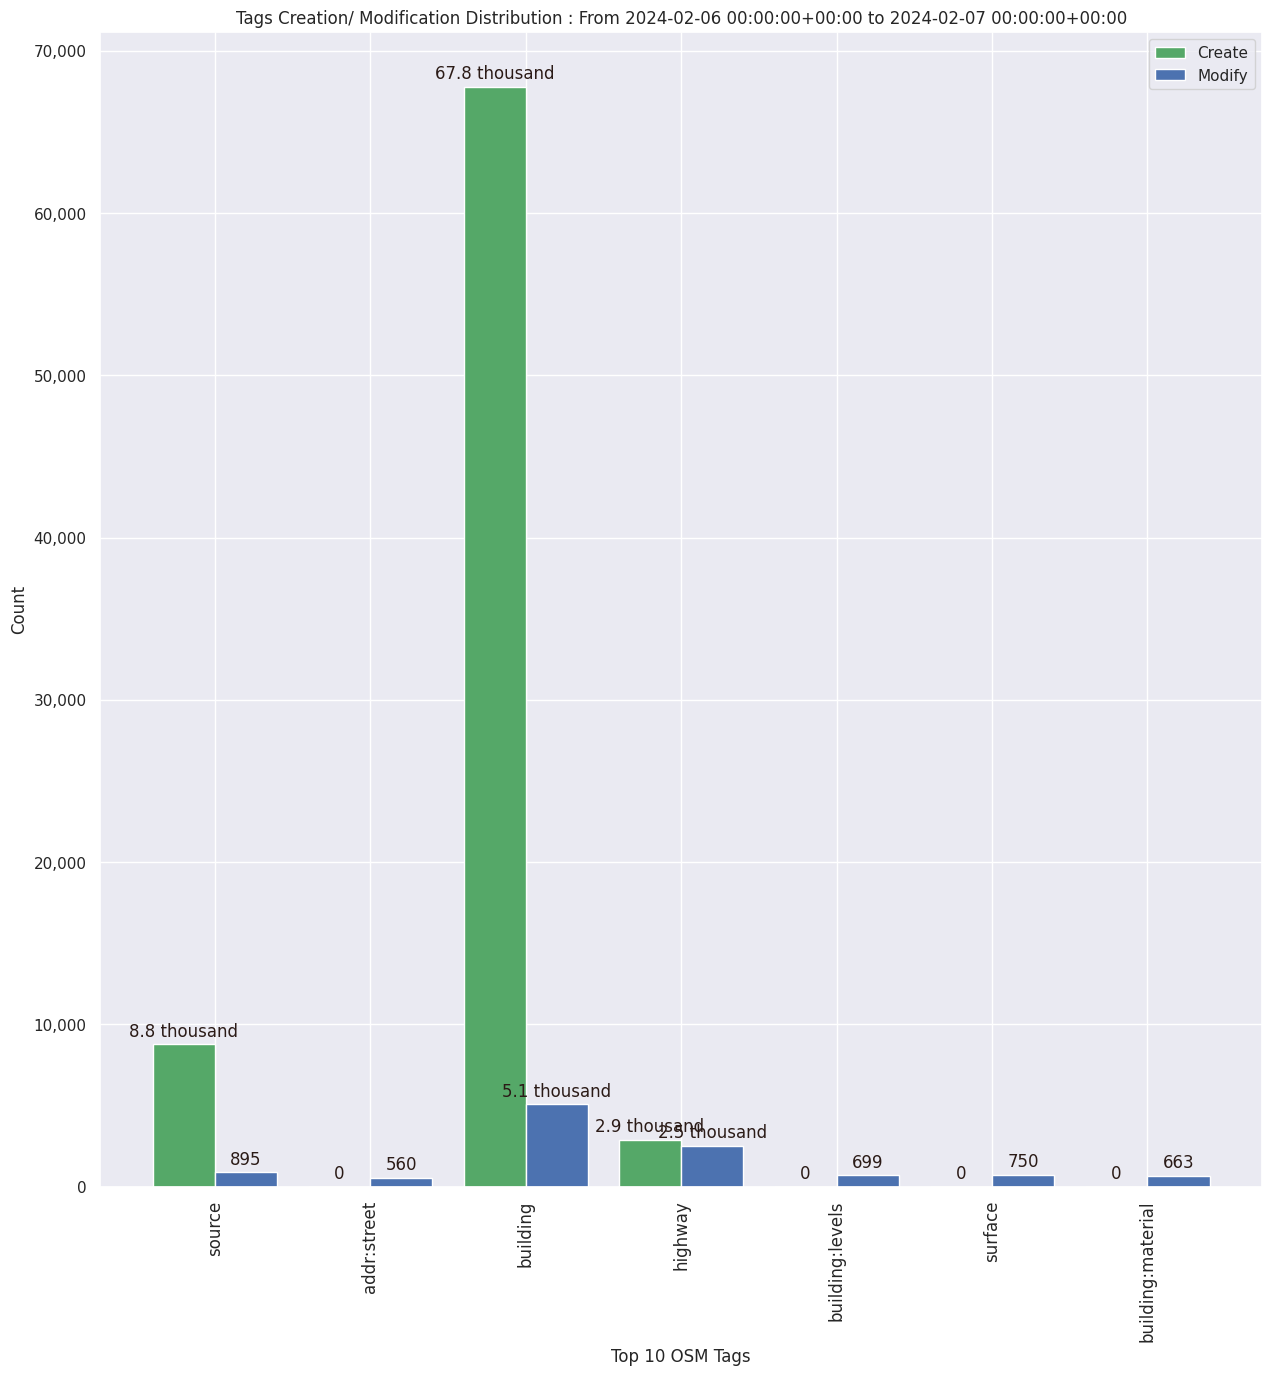 Tags Creation/ Modification Distribution : From 2024-02-06 00:00:00+00:00 to 2024-02-07 00:00:00+00:00
Create
Modify
70,000
60,000
50,000
40,000
30,000
20,000
10,000
0
Count
67.8 thousand
8.8 thousand
5.1 thousand
2.9 thousand
2.5 thousand
895
0
560
0
699
0
750
0
663
source
addr:street
building
highway
building:levels
surface
building:material
Top 10 OSM Tags